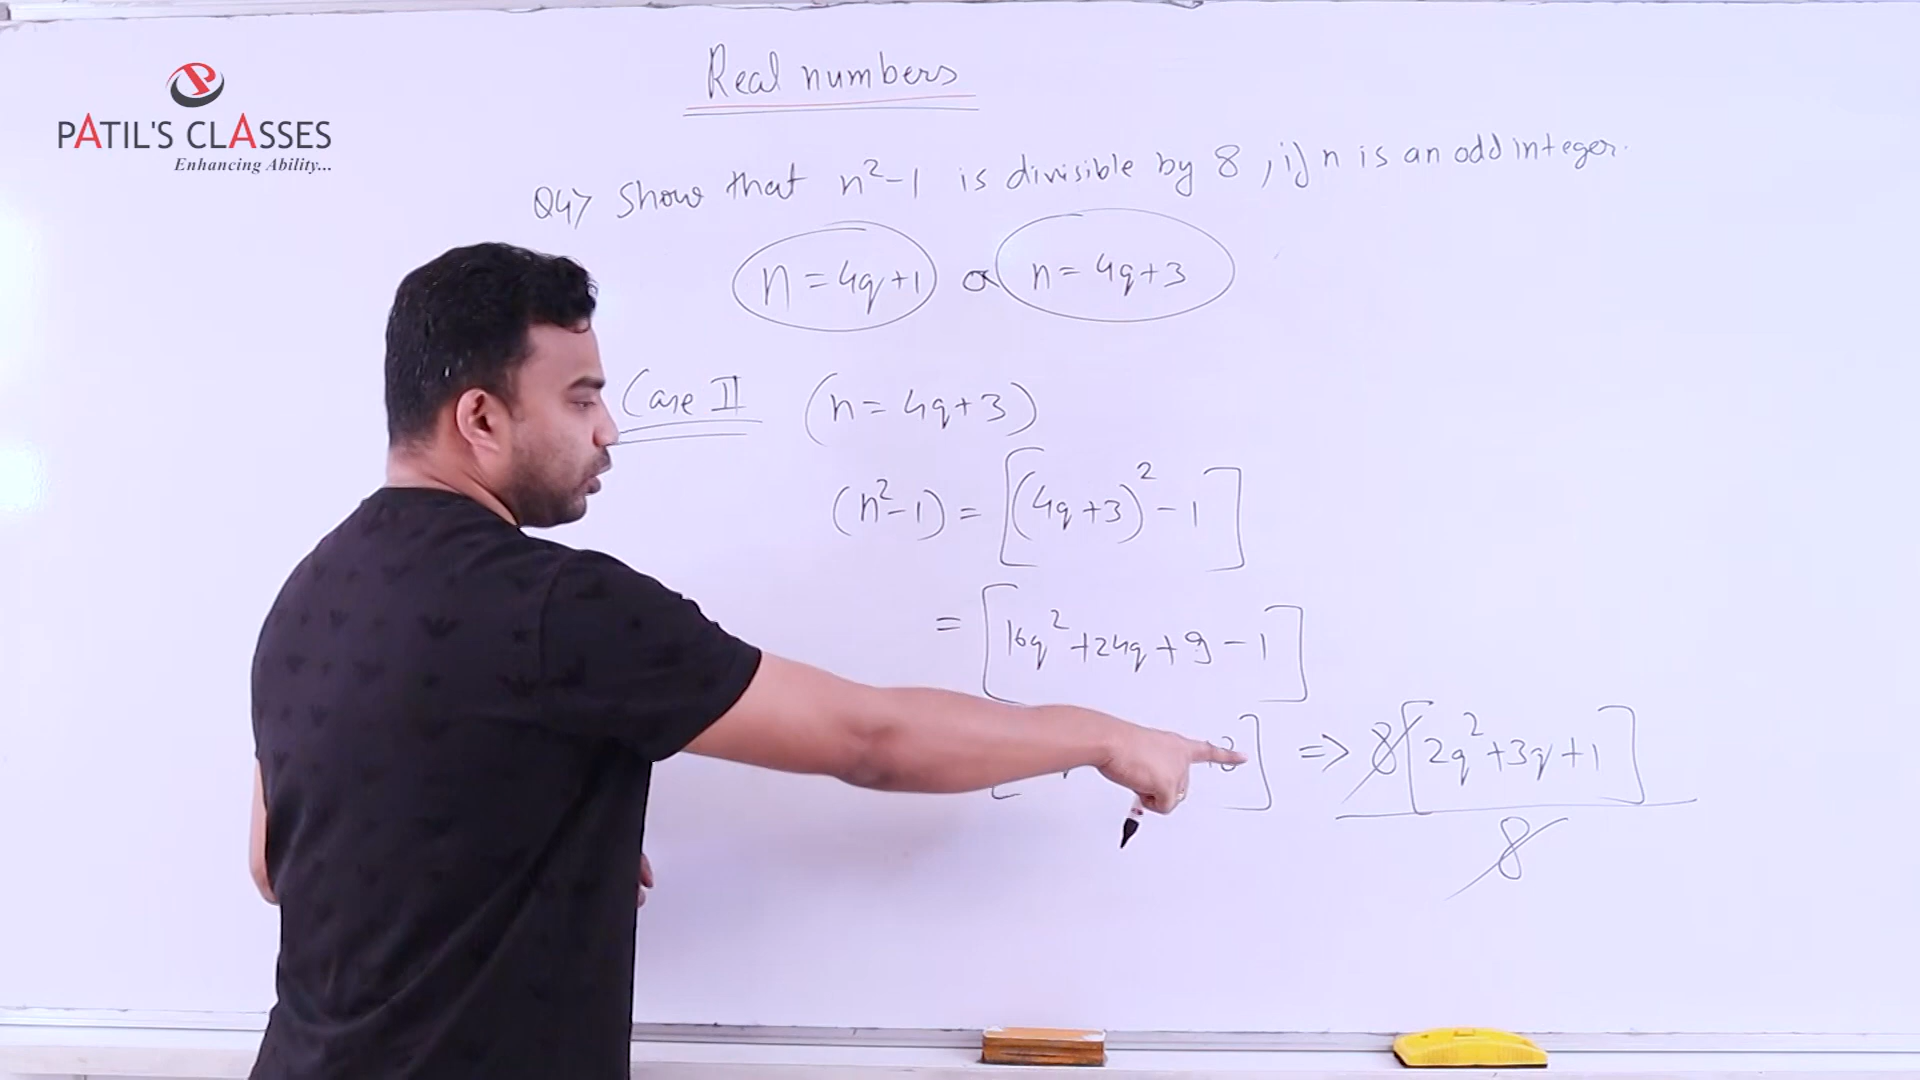 PATIL'S CLASSES
Enhancing Ability...
Real numbers
Q4> Show that n²-1 is divisible by 8, if n is an odd integer.
n = 4q+1 or n = 4q+3
Case II (n = 4q+3)
(n²-1) = [(4q+3)² - 1]
= [16q² + 24q + 9 - 1]
8] => 8[2q² + 3q + 1]
8